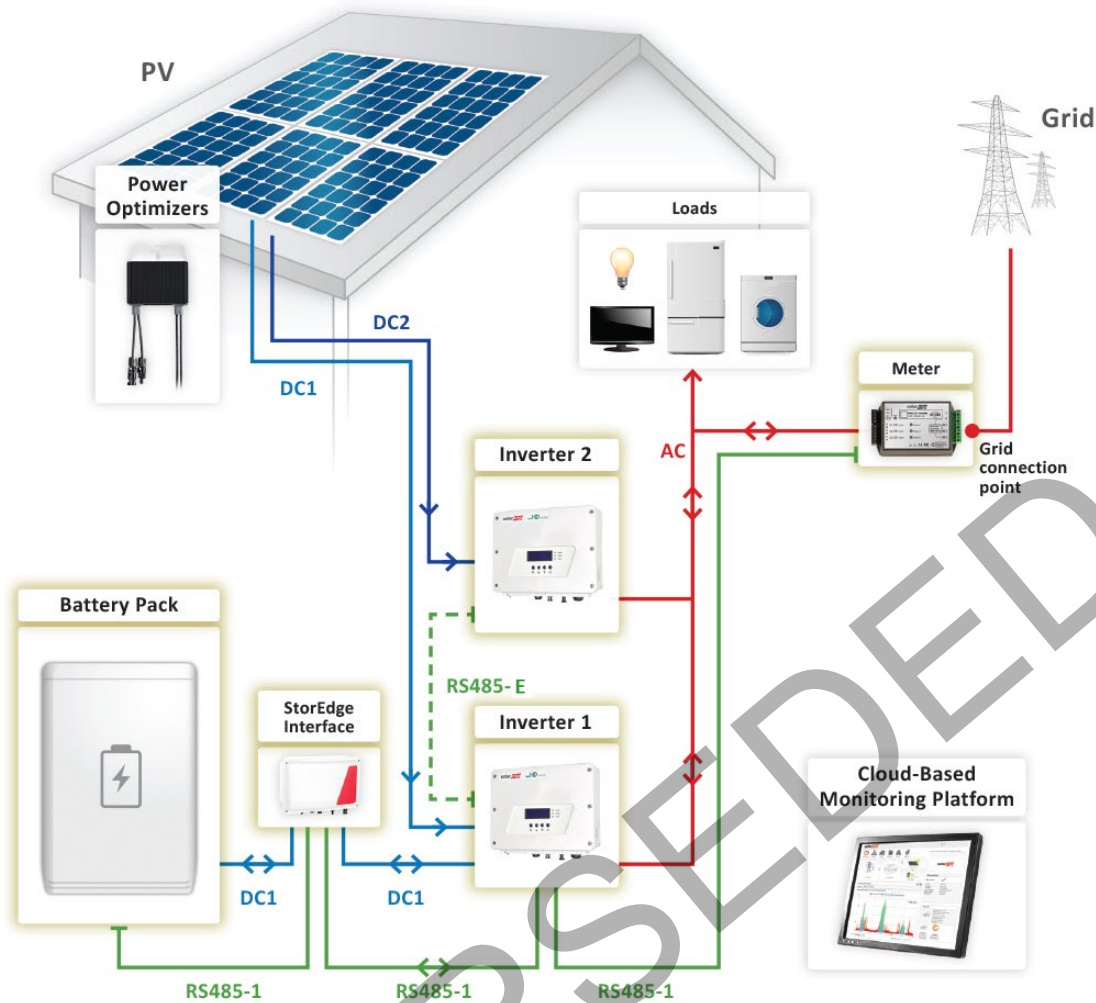 PV
Grid
Power
Optimizers
Loads
DC2
DC1
Meter
AC
Grid
connection
point
Inverter 2
Battery Pack
RS485-E
StorEdge
Interface
Inverter 1
Cloud-Based
Monitoring Platform
DC1
DC1
RS485-1
RS485-1
RS485-1
RSEDED